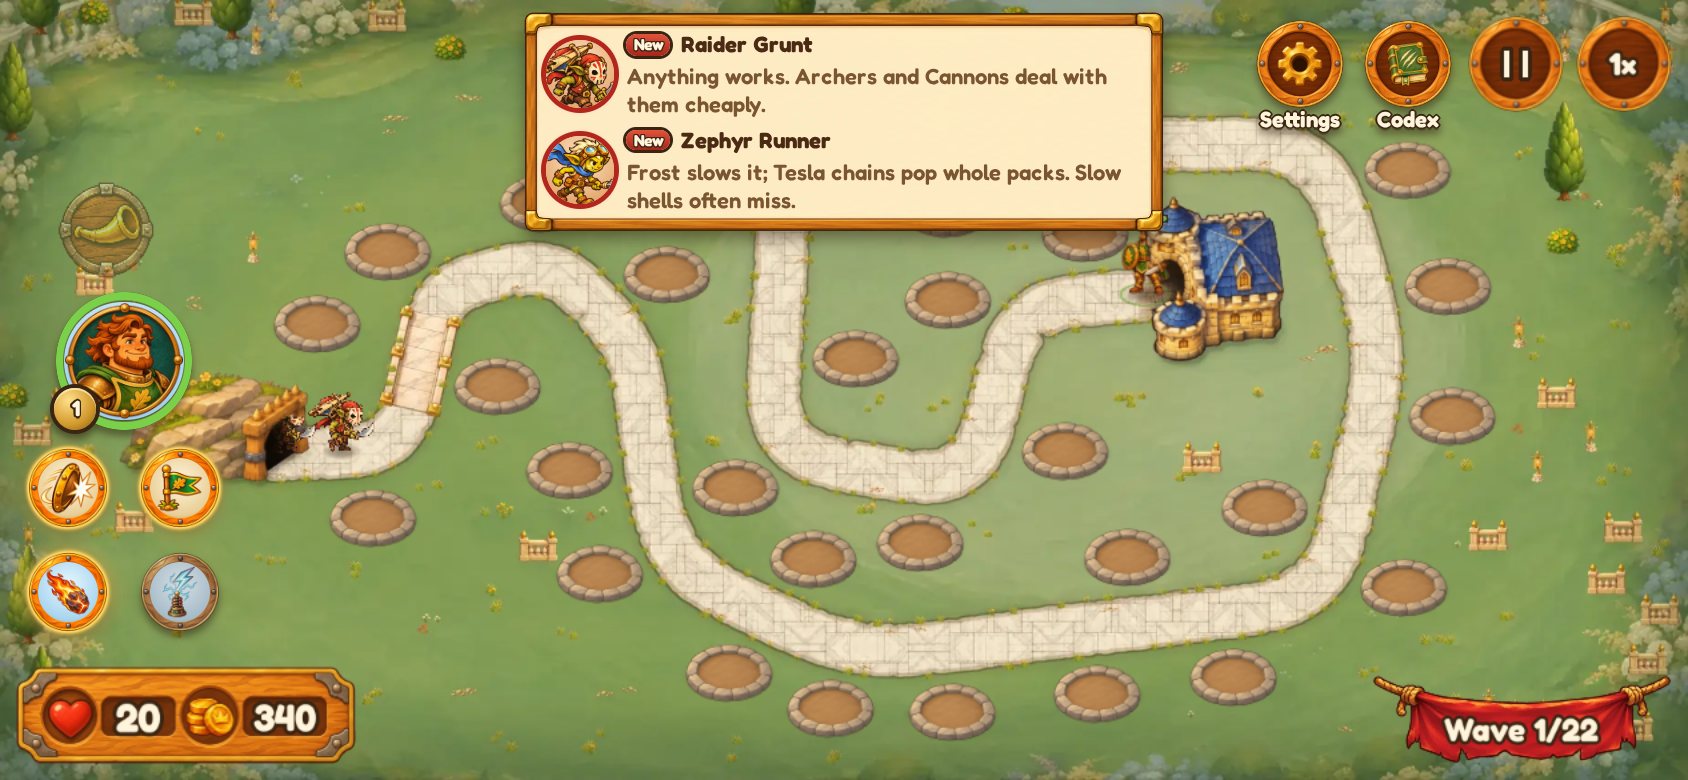 New Raider Grunt
Anything works. Archers and Cannons deal with
them cheaply.
New Zephyr Runner
Frost slows it; Tesla chains pop whole packs. Slow
shells often miss.
1x
Settings
Codex
1
20
340
Wave 1/22